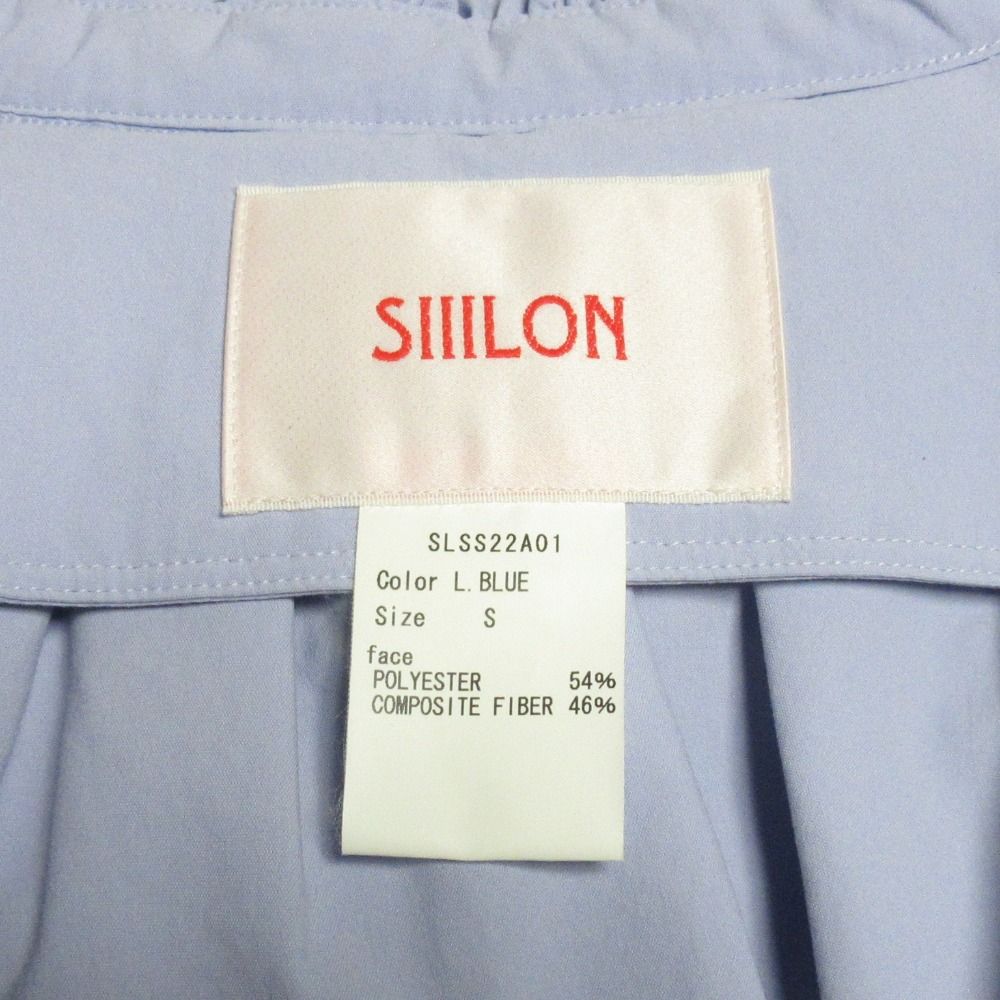 SIIILON
SLSS22A01
Color L.BLUE
Size S
face
POLYESTER 54%
COMPOSITE FIBER 46%